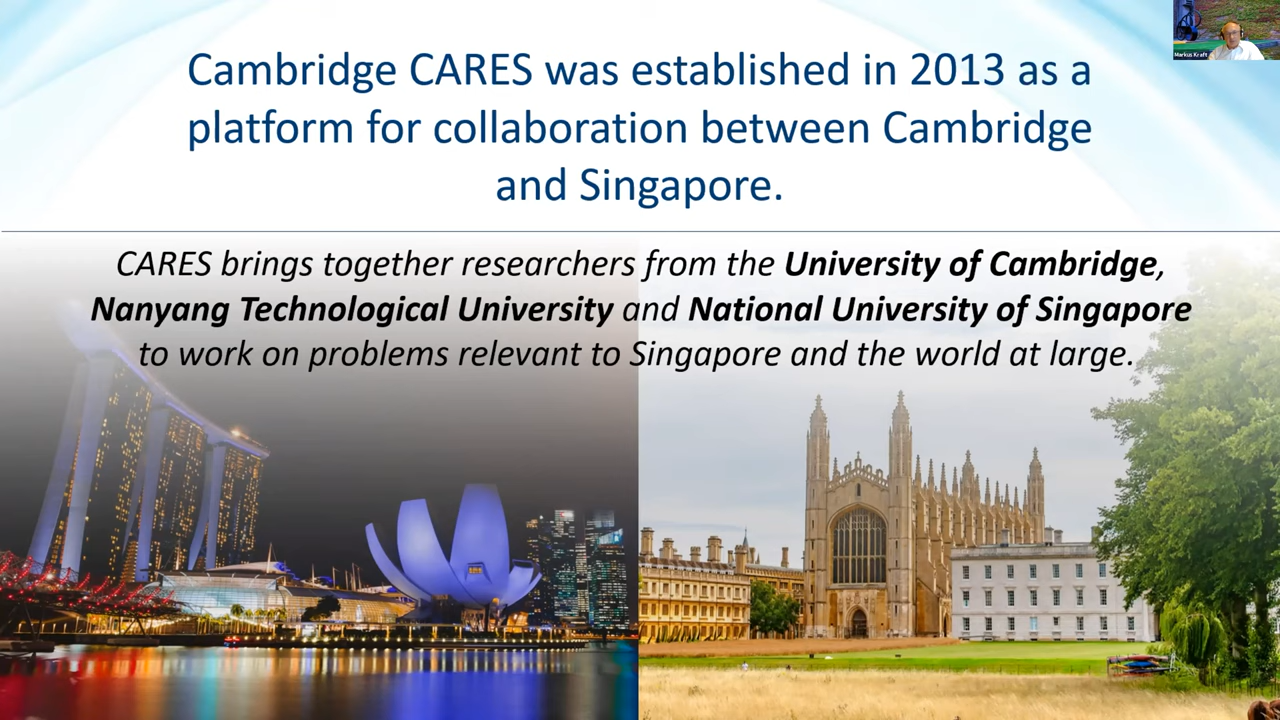 Cambridge CARES was established in 2013 as a
platform for collaboration between Cambridge
and Singapore.
CARES brings together researchers from the University of Cambridge,
Nanyang Technological University and National University of Singapore
to work on problems relevant to Singapore and the world at large.
Markus Kraft